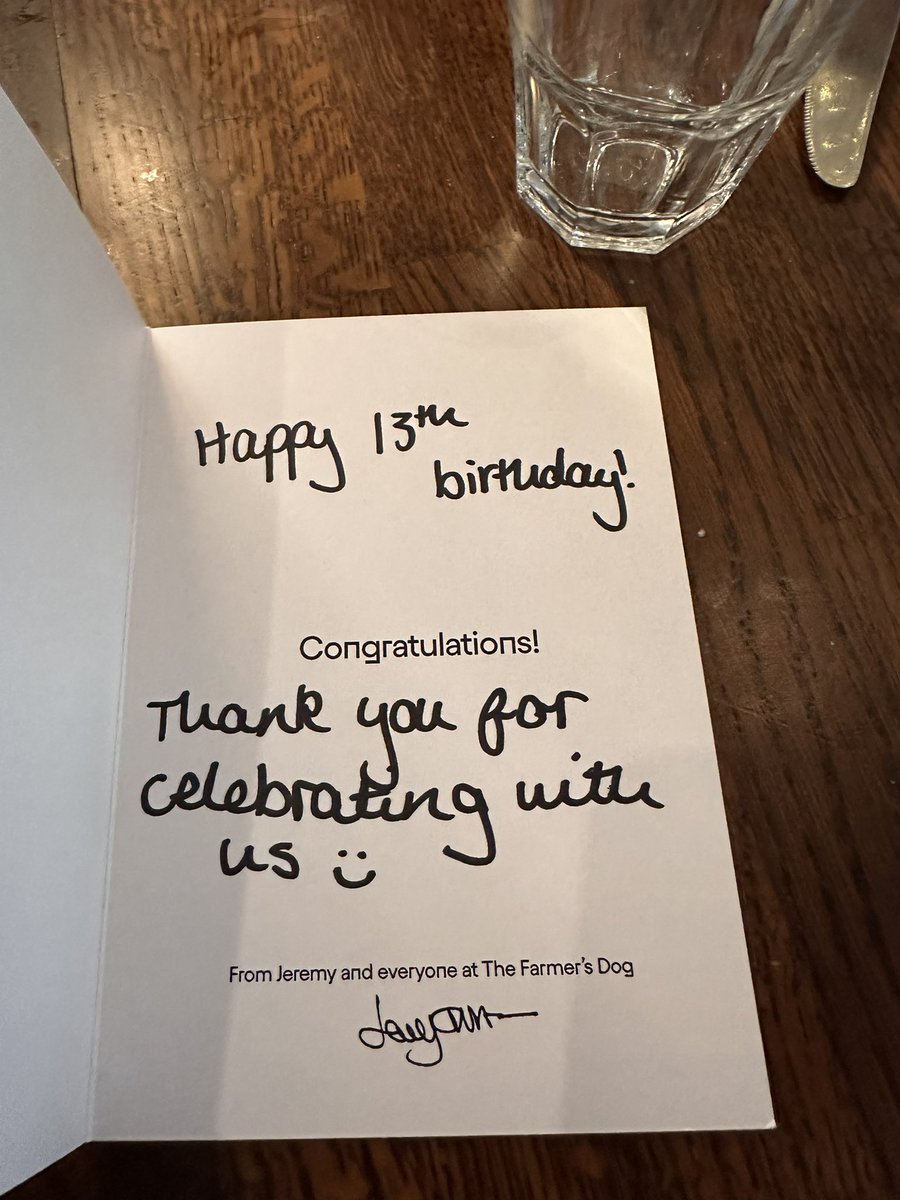 Happy 13th
birthday!
Congratulations!
Thank you for
celebrating with
us :)
From Jeremy and everyone at The Farmer's Dog